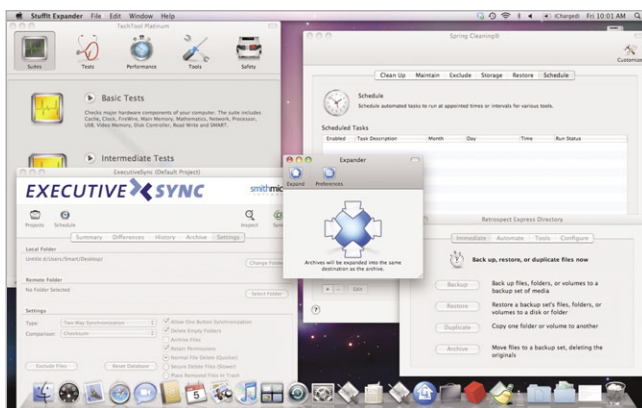 StuffIt Expander File Edit Window Help
(Charged) Fri 10:01 AM
TechTool Platinum
Suites Tests Performance Tools Safety
Basic Tests
Checks major hardware components of your computer. The suite includes
Cache, Clock, FireWire, Main Memory, Mathematics, Network, Processor,
USB, Video Memory, Disk Controller, Read Write and SMART.
Intermediate Tests
Spring Cleaning®
Customize
Clean Up Maintain Exclude Storage Restore Schedule
Schedule
Schedule automated tasks to run at appointed times or intervals for various tools.
Scheduled Tasks
Enabled Task Description Month Day Time Run Status
Edit
ExecutiveSync (Default Project)
EXECUTIVE SYNC
smithmic
Projects Schedule Inspect
Summary Differences History Archive Settings
Local Folder
Untitle d:/Users/Smart/Desktop/
Change Folder
Remote Folder
No Folder Selected
Select Folder
Settings
Type Two Way Synchronization
Comparison Checksum
Allow One Button Synchronization
Delete Empty Folders
Archive Files
Retain Permissions
Normal File Delete (Quicker)
Secure Delete Files (Slower)
Place Removed Files in Trash
Exclude Files Reset Database
Expander
Expand Preferences
Archives will be expanded into the same
destination as the archive.
Retrospect Express Directory
Immediate Automate Tools Configure
Back up, restore, or duplicate files now
Backup
Back up files, folders, or volumes to a
backup set of media
Restore
Restore a backup set's files, folders, or
volumes to a disk or folder
Duplicate
Copy one folder or volume to another
Archive
Move files to a backup set, deleting the
originals
5